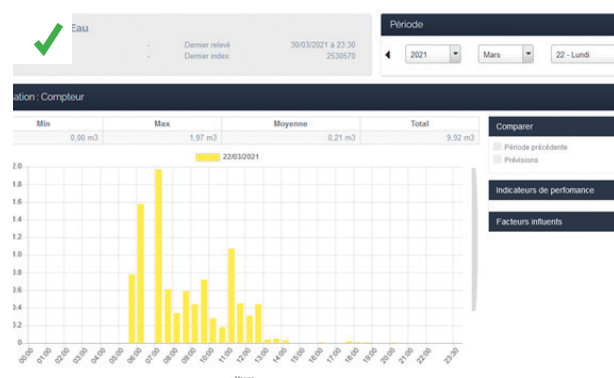 Eau
Période
Dernier relevé 30/03/2021 à 23:30
Dernier index 2530570
2021 Mars 22 - Lundi
ation : Compteur
Min Max Moyenne Total
0,00 m3 1,97 m3 0,21 m3 9,92 m3
Comparer
Période précédente
Prévisions
22/03/2021
Indicateurs de perfomance
Facteurs influents
2.0
1.8
1.6
1.4
1.2
1.0
0.8
0.6
0.4
0.2
0
00:00 01:00 02:00 03:00 04:00 05:00 06:00 07:00 08:00 09:00 10:00 11:00 12:00 13:00 14:00 15:00 16:00 17:00 18:00 19:00 20:00 21:00 22:00 23:30